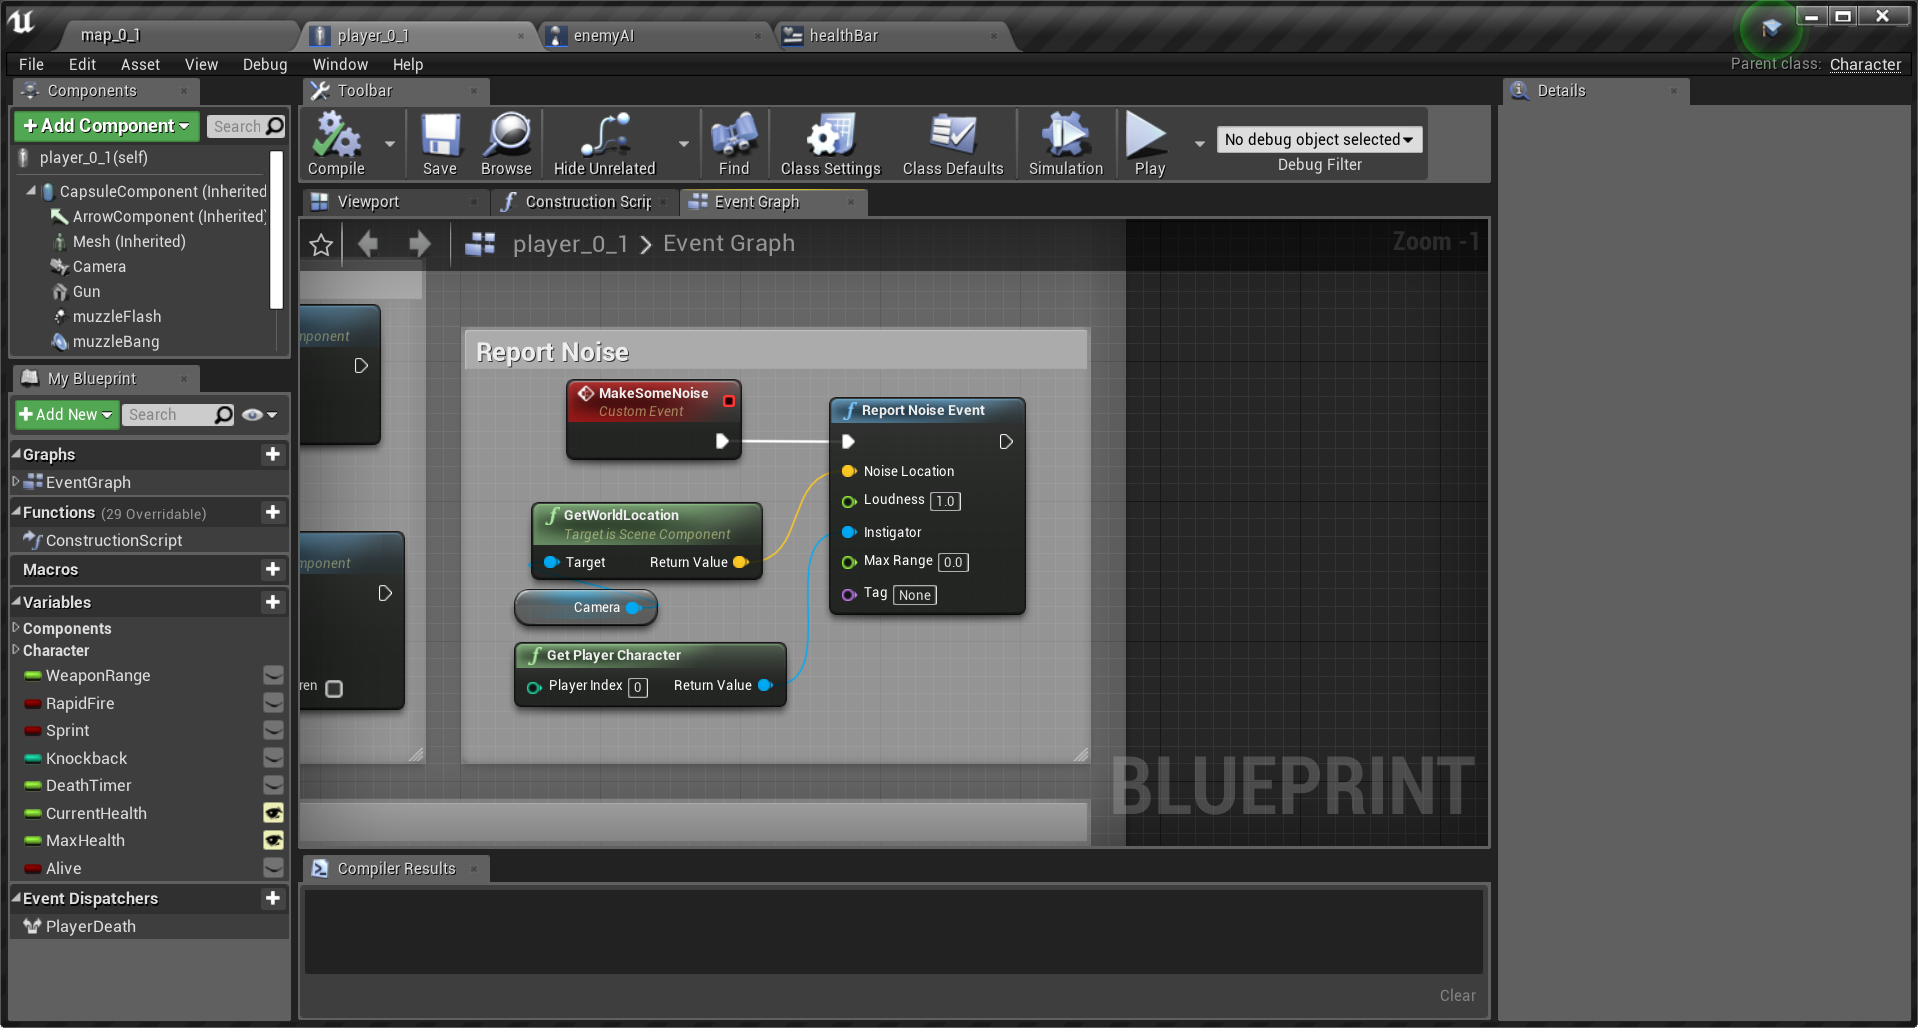 map_0_1
player_0_1
enemyAI
healthBar
File Edit Asset View Debug Window Help
Parent class: Character
Components
Add Component
Search
player_0_1(self)
CapsuleComponent (Inherited
ArrowComponent (Inherited)
Mesh (Inherited)
Camera
Gun
muzzleFlash
muzzleBang
My Blueprint
Add New
Search
Graphs
EventGraph
Functions (29 Overridable)
ConstructionScript
Macros
Variables
Components
Character
WeaponRange
RapidFire
Sprint
Knockback
DeathTimer
CurrentHealth
MaxHealth
Alive
Event Dispatchers
PlayerDeath
Toolbar
Compile
Save
Browse
Hide Unrelated
Find
Class Settings
Class Defaults
Simulation
Play
No debug object selected
Debug Filter
Viewport
Construction Scrip
Event Graph
player_0_1 > Event Graph
Zoom -1
mponent
mponent
ren
Report Noise
MakeSomeNoise
Custom Event
Report Noise Event
Noise Location
Loudness 1.0
Instigator
Max Range 0.0
Tag None
GetWorldLocation
Target is Scene Component
Target Return Value
Camera
Get Player Character
Player Index 0 Return Value
BLUEPRINT
Compiler Results
Clear
Details